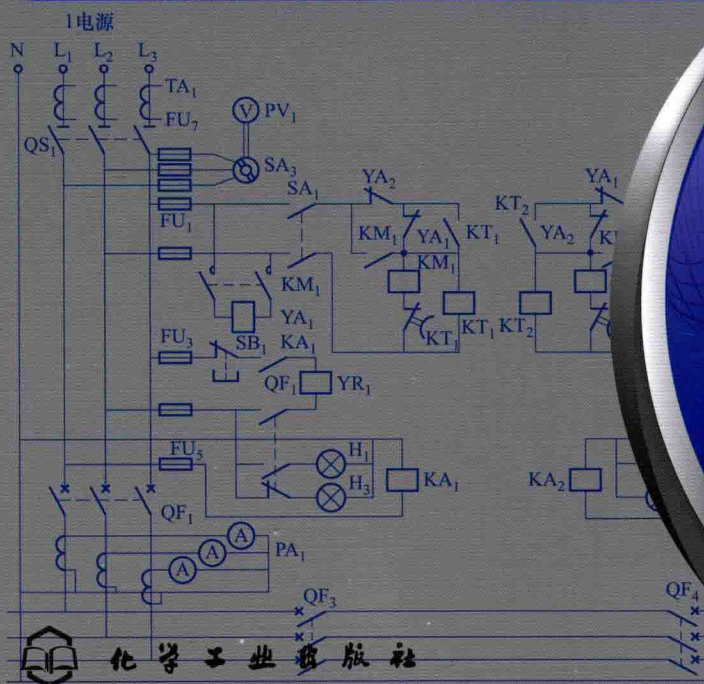 1电源
N L₁ L₂ L₃
TA₁
FU₇
PV₁
V
QS₁
SA₃
SA₁
YA₂
YA₁
FU₁
KM₁
YA₁
KT₁
KT₂
YA₂
KM₁
KM₁
YA₁
KT₁
KT₁
KT₂
FU₃
SB₁
KA₁
QF₁
YR₁
FU₅
H₁
H₃
KA₁
KA₂
QF₁
A
A
A
PA₁
QF₃
QF₄
化学工业出版社